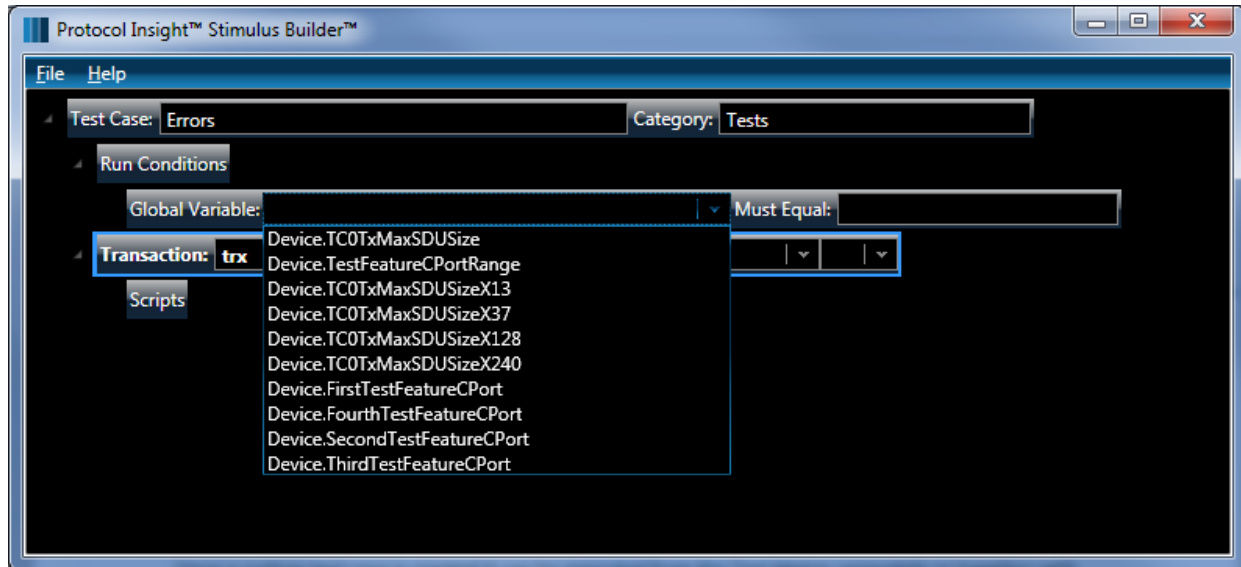 Protocol Insight™ Stimulus Builder™
File Help
Test Case: Errors Category: Tests
Run Conditions
Global Variable: Must Equal:
Device.TC0TxMaxSDUSize
Transaction: trx
Device.TestFeatureCPortRange
Device.TC0TxMaxSDUSizeX13
Scripts
Device.TC0TxMaxSDUSizeX37
Device.TC0TxMaxSDUSizeX128
Device.TC0TxMaxSDUSizeX240
Device.FirstTestFeatureCPort
Device.FourthTestFeatureCPort
Device.SecondTestFeatureCPort
Device.ThirdTestFeatureCPort